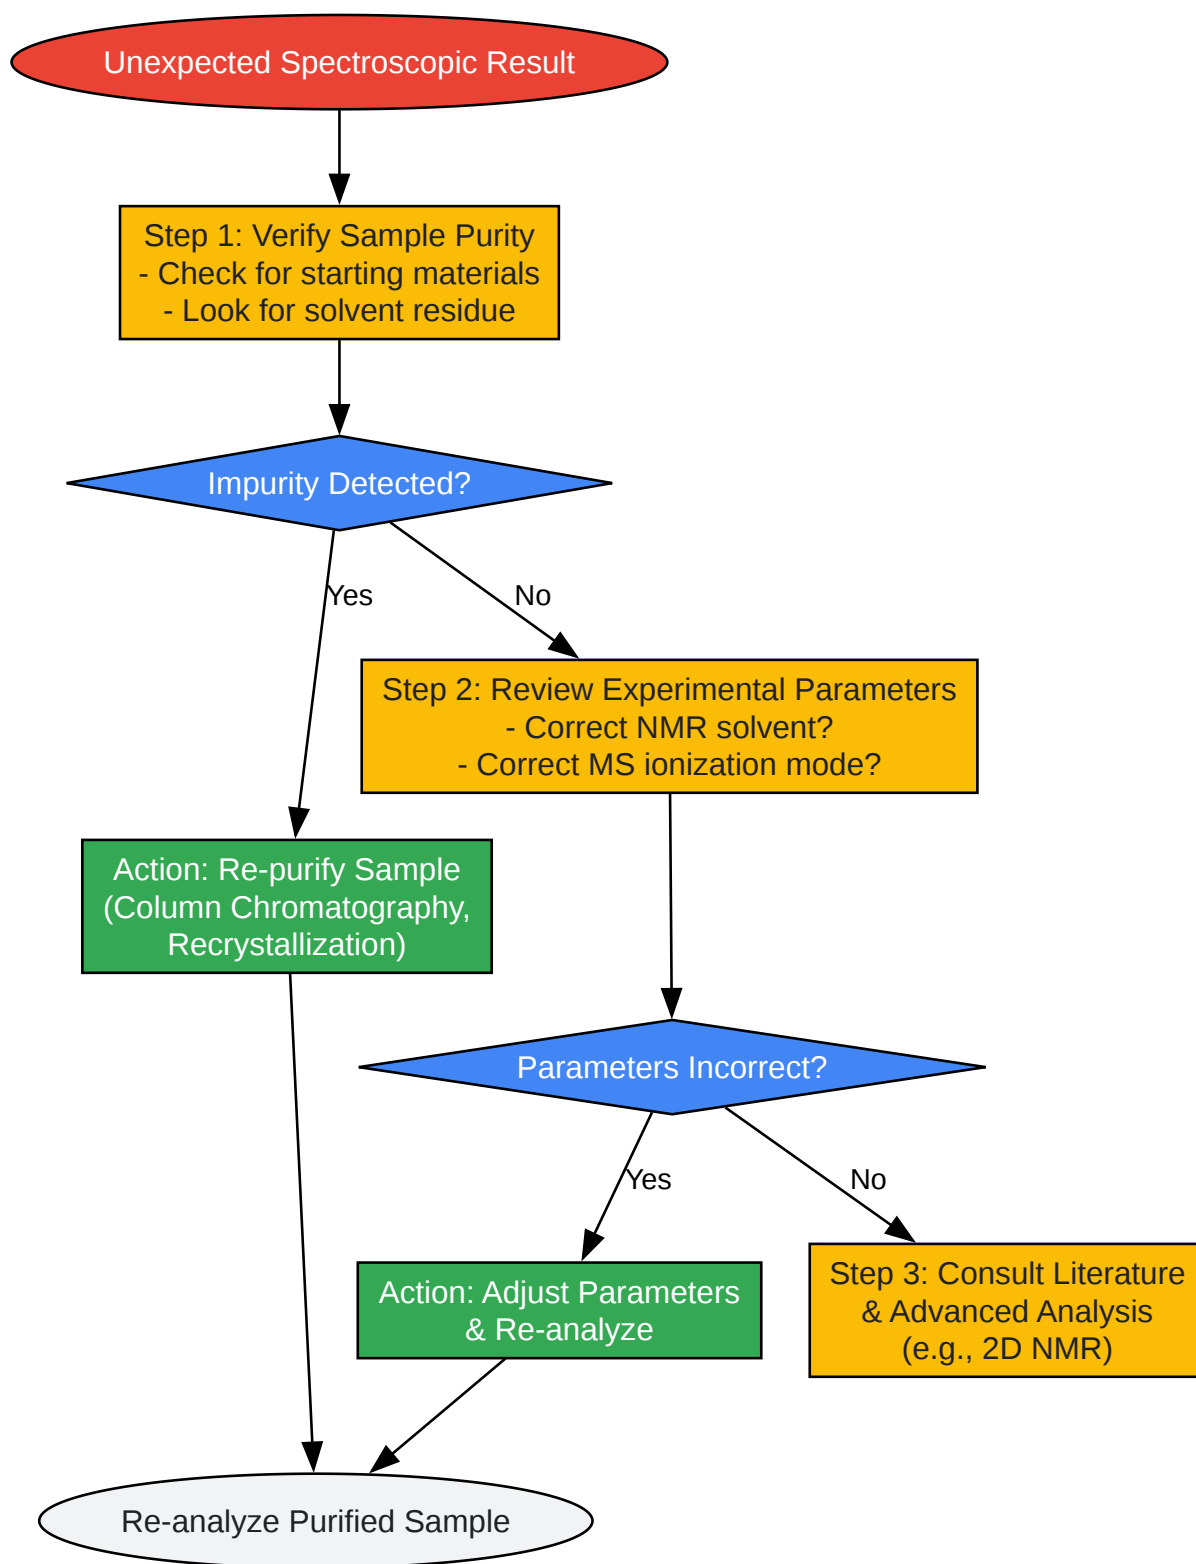 Unexpected Spectroscopic Result
Step 1: Verify Sample Purity
- Check for starting materials
- Look for solvent residue
Impurity Detected?
Yes
No
Step 2: Review Experimental Parameters
- Correct NMR solvent?
- Correct MS ionization mode?
Action: Re-purify Sample
(Column Chromatography,
Recrystallization)
Parameters Incorrect?
Yes
No
Action: Adjust Parameters
& Re-analyze
Step 3: Consult Literature
& Advanced Analysis
(e.g., 2D NMR)
Re-analyze Purified Sample